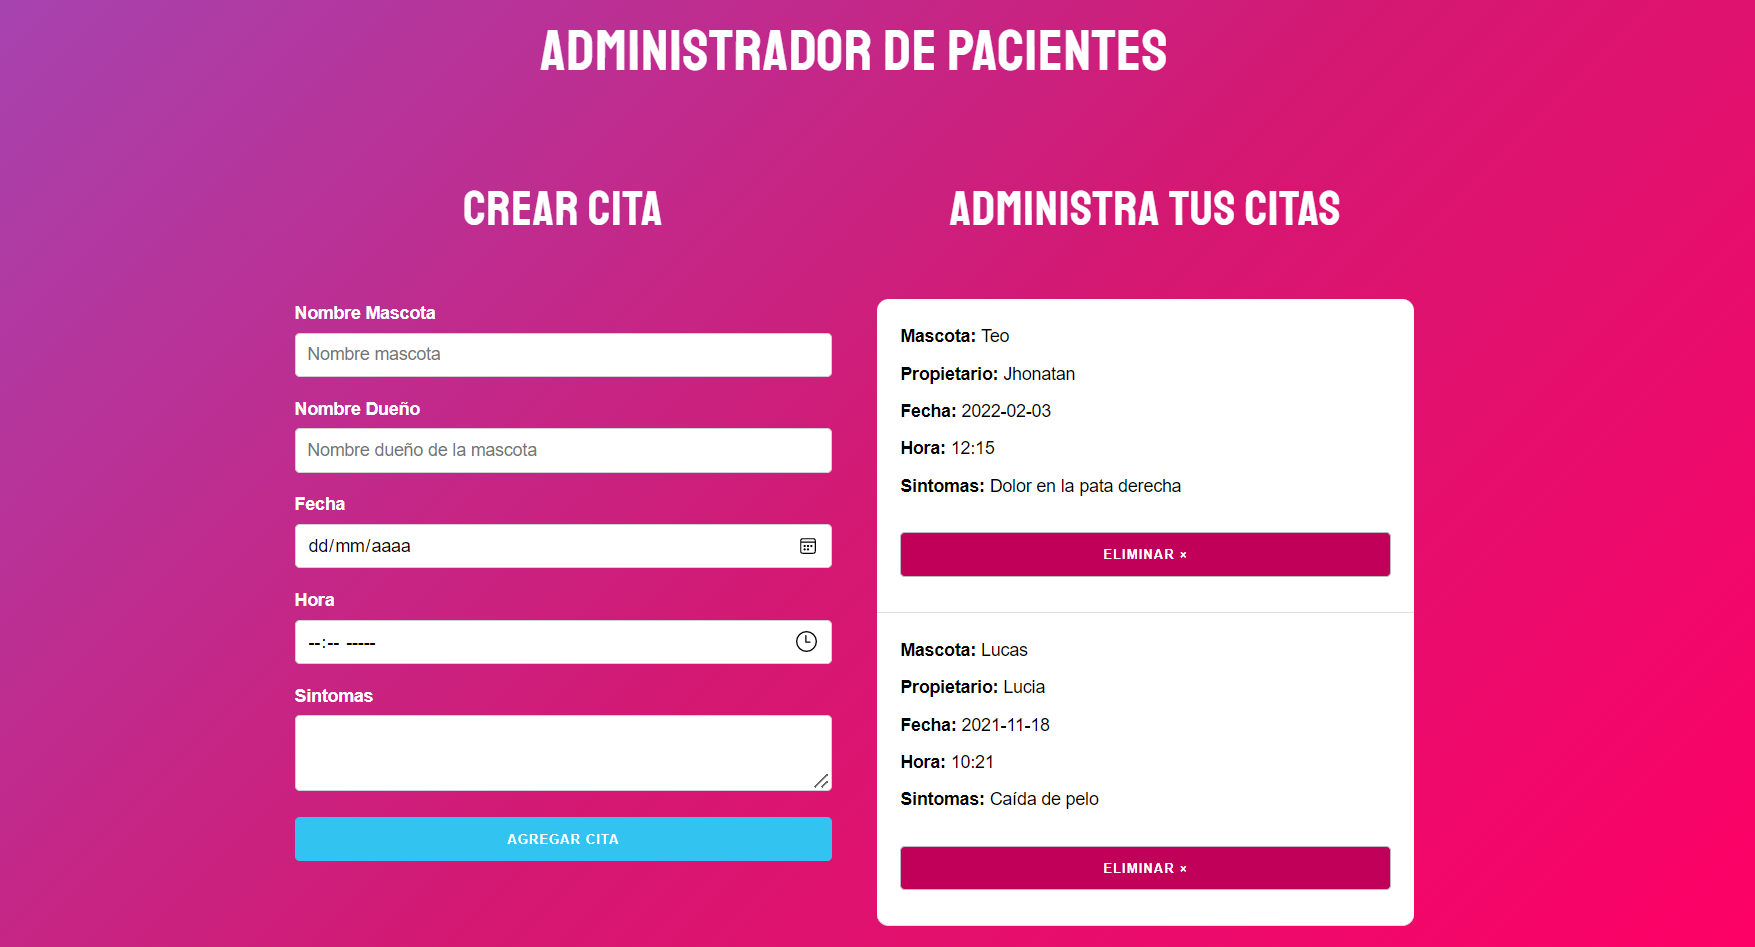 ADMINISTRADOR DE PACIENTES
CREAR CITA
Nombre Mascota
Nombre mascota
Nombre Dueño
Nombre dueño de la mascota
Fecha
dd/mm/aaaa
Hora
--:-- -----
Sintomas
AGREGAR CITA
ADMINISTRA TUS CITAS
Mascota: Teo
Propietario: Jhonatan
Fecha: 2022-02-03
Hora: 12:15
Sintomas: Dolor en la pata derecha
ELIMINAR ×
Mascota: Lucas
Propietario: Lucia
Fecha: 2021-11-18
Hora: 10:21
Sintomas: Caída de pelo
ELIMINAR ×